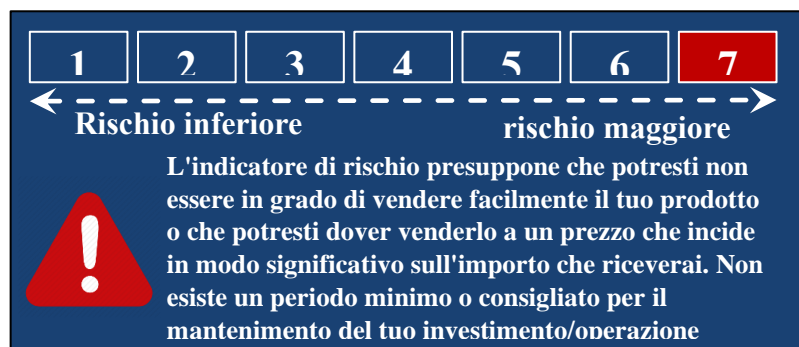 1 2 3 4 5 6 7
Rischio inferiore rischio maggiore
L'indicatore di rischio presuppone che potresti non
essere in grado di vendere facilmente il tuo prodotto
o che potresti dover venderlo a un prezzo che incide
in modo significativo sull'importo che riceverai. Non
esiste un periodo minimo o consigliato per il
mantenimento del tuo investimento/operazione